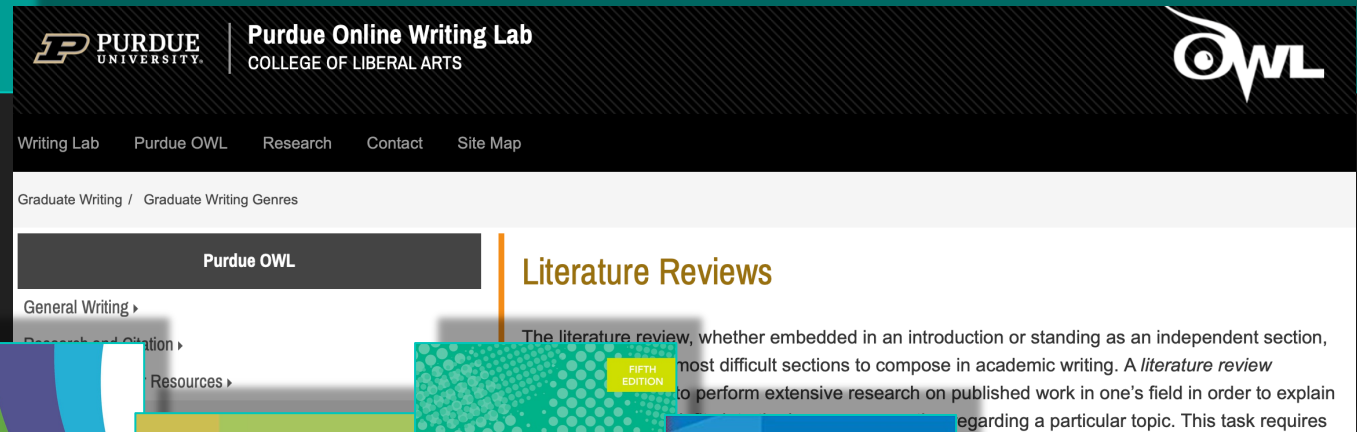 PURDUE
UNIVERSITY.
Purdue Online Writing Lab
COLLEGE OF LIBERAL ARTS
OWL
Writing Lab Purdue OWL Research Contact Site Map
Graduate Writing / Graduate Writing Genres
Purdue OWL
General Writing
Research and Citation
Resources
Literature Reviews
The literature review, whether embedded in an introduction or standing as an independent section,
most difficult sections to compose in academic writing. A literature review
to perform extensive research on published work in one's field in order to explain
regarding a particular topic. This task requires
FIFTH
EDITION